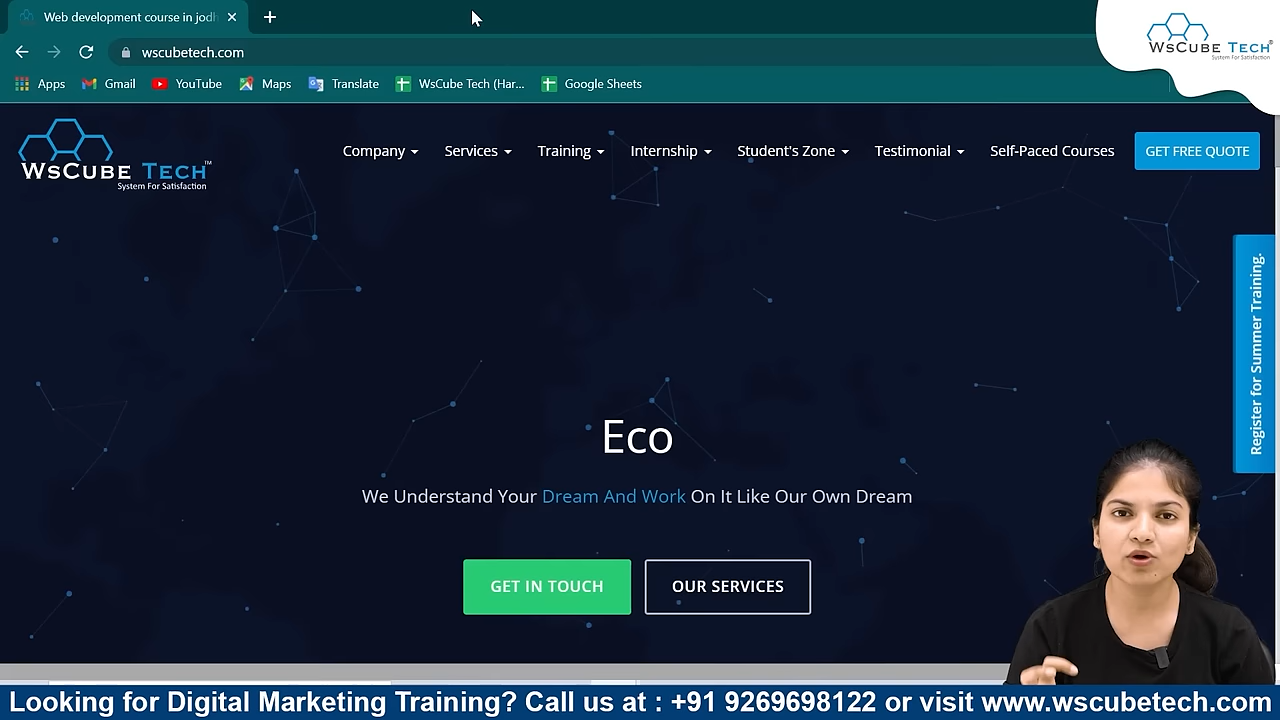 Web development course in jodh
wscubetech.com
WSCUBE TECH
System For Satisfaction
Apps
Gmail
YouTube
Maps
Translate
WsCube Tech (Har...
Google Sheets
WSCUBE TECH™
System For Satisfaction
Company
Services
Training
Internship
Student's Zone
Testimonial
Self-Paced Courses
GET FREE QUOTE
Register for Summer Training.
Eco
We Understand Your Dream And Work On It Like Our Own Dream
GET IN TOUCH
OUR SERVICES
Looking for Digital Marketing Training? Call us at : +91 9269698122 or visit www.wscubetech.com